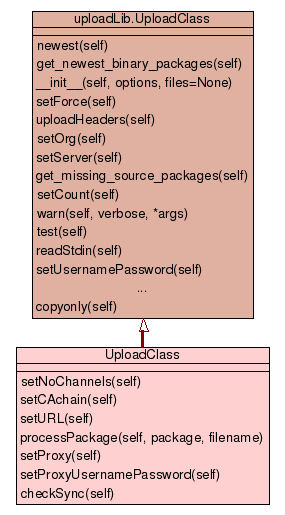 uploadLib.UploadClass
newest(self)
get_newest_binary_packages(self)
__init__(self, options, files=None)
setForce(self)
uploadHeaders(self)
setOrg(self)
setServer(self)
get_missing_source_packages(self)
setCount(self)
warn(self, verbose, *args)
test(self)
readStdin(self)
setUsernamePassword(self)
...
copyonly(self)
UploadClass
setNoChannels(self)
setCAchain(self)
setURL(self)
processPackage(self, package, filename)
setProxy(self)
setProxyUsernamePassword(self)
checkSync(self)